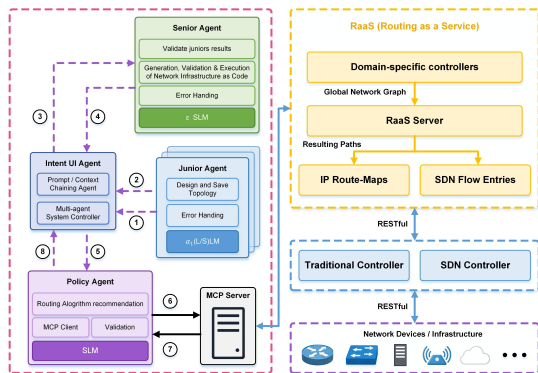 Senior Agent
Validate juniors results
Generation, Validation & Execution
of Network Infrastructure as Code
Error Handing
ε SLM
3
4
Intent UI Agent
Prompt / Context
Chaining Agent
Multi-agent
System Controller
2
1
Junior Agent
Design and Save
Topology
Error Handing
α₁(L/S)LM
8
5
Policy Agent
Routing Alogrithm recommendation
MCP Client
Validation
SLM
6
7
MCP Server
RaaS (Routing as a Service)
Domain-specific controllers
Global Network Graph
RaaS Server
Resulting Paths
IP Route-Maps
SDN Flow Entries
RESTful
Traditional Controller
SDN Controller
RESTful
Network Devices / Infrastructure